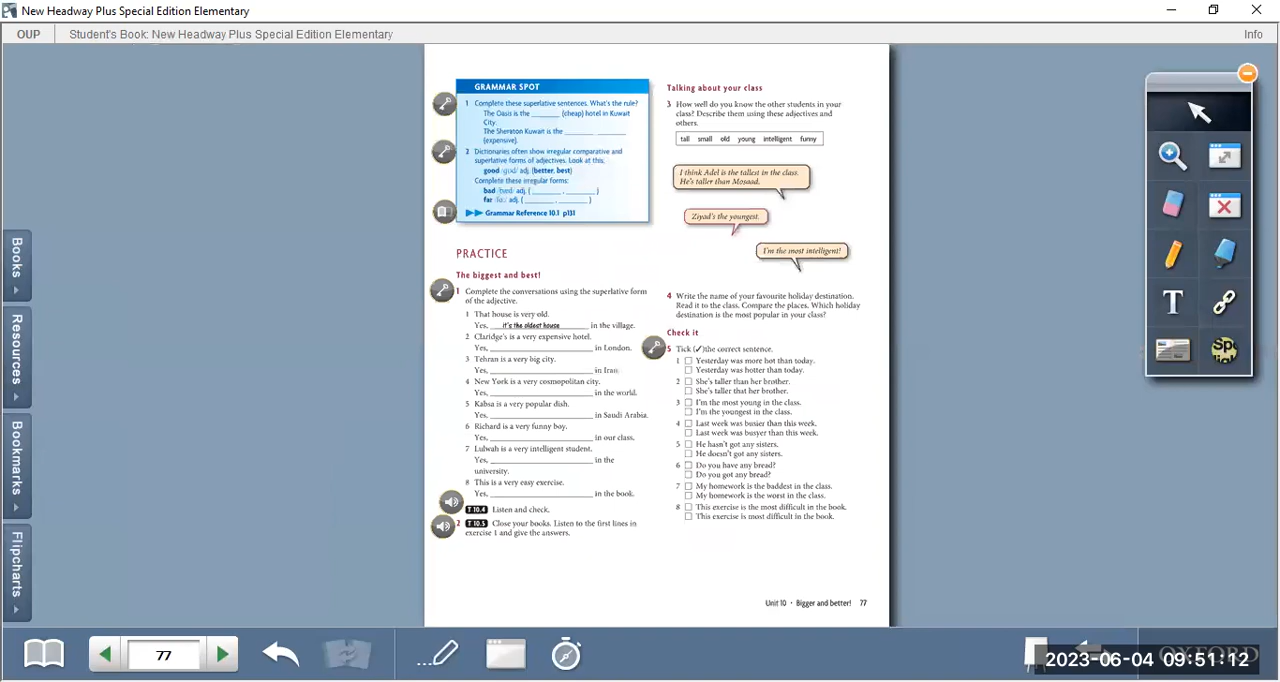 New Headway Plus Special Edition Elementary
OUP
Student's Book: New Headway Plus Special Edition Elementary
Info
GRAMMAR SPOT
1 Complete these superlative sentences. What's the rule?
The Oasis is the ______ (cheap) hotel in Kuwait
City.
The Sheraton Kuwait is the ______ ______
(expensive).
2 Dictionaries often show irregular comparative and
superlative forms of adjectives. Look at this.
good /gʊd/ adj. (better, best)
Complete these irregular forms:
bad /bæd/ adj. ( ______ , ______ )
far /fɑː/ adj. ( ______ , ______ )
Grammar Reference 10.1 p131
PRACTICE
The biggest and best!
1 Complete the conversations using the superlative form
of the adjective.
1 That house is very old.
Yes, it's the oldest house in the village.
2 Claridge's is a very expensive hotel.
Yes, ______ in London.
3 Tehran is a very big city.
Yes, ______ in Iran.
4 New York is a very cosmopolitan city.
Yes, ______ in the world.
5 Kabsa is a very popular dish.
Yes, ______ in Saudi Arabia.
6 Richard is a very funny boy.
Yes, ______ in our class.
7 Lulwah is a very intelligent student.
Yes, ______ in the
university.
8 This is a very easy exercise.
Yes, ______ in the book.
T 10.4 Listen and check.
2 T 10.5 Close your books. Listen to the first lines in
exercise 1 and give the answers.
Talking about your class
3 How well do you know the other students in your
class? Describe them using these adjectives and
others.
tall small old young intelligent funny
I think Adel is the tallest in the class.
He's taller than Mosaad.
Ziyad's the youngest.
I'm the most intelligent!
4 Write the name of your favourite holiday destination.
Read it to the class. Compare the places. Which holiday
destination is the most popular in your class?
Check it
5 Tick (✓) the correct sentence.
1 Yesterday was more hot than today.
Yesterday was hotter than today.
2 She's taller than her brother.
She's taller that her brother.
3 I'm the most young in the class.
I'm the youngest in the class.
4 Last week was busier than this week.
Last week was busyer than this week.
5 He hasn't got any sisters.
He doesn't got any sisters.
6 Do you have any bread?
Do you got any bread?
7 My homework is the baddest in the class.
My homework is the worst in the class.
8 This exercise is the most difficult in the book.
This exercise is most difficult in the book.
Unit 10 • Bigger and better! 77
Books
Resources
Bookmarks
Flipcharts
T
77
OXFORD
2023-06-04 09:51:12